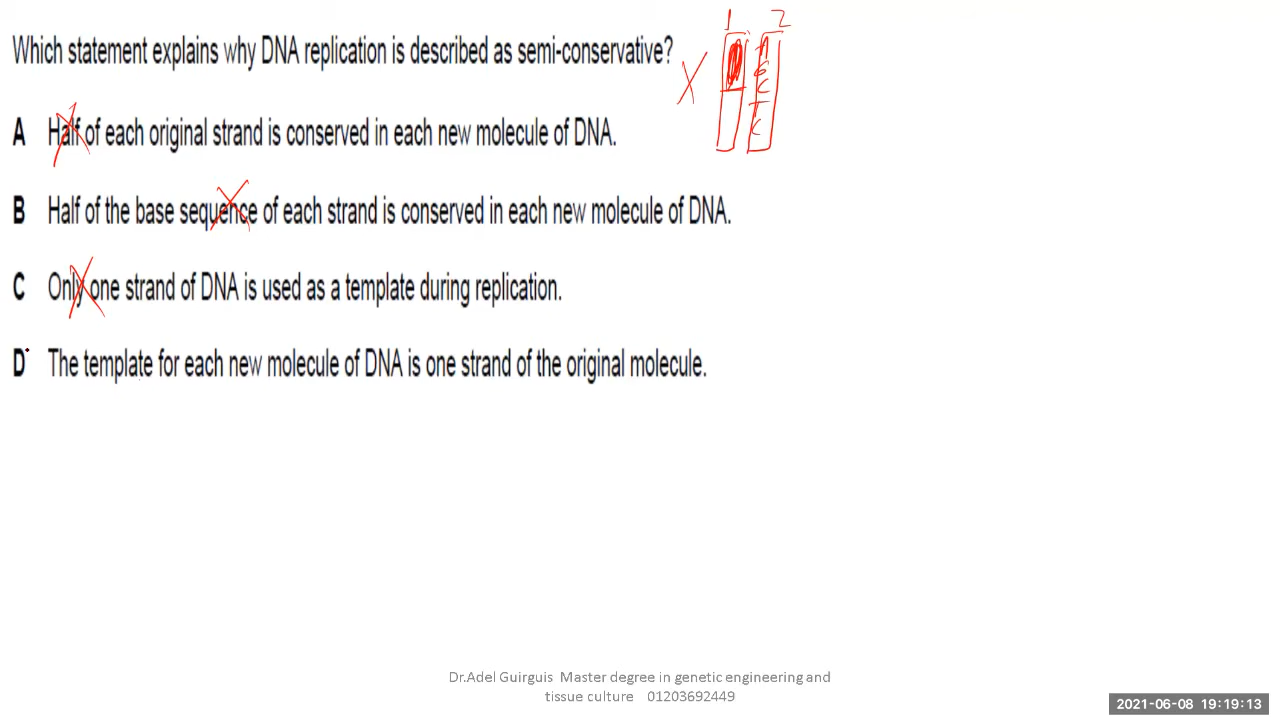 Which statement explains why DNA replication is described as semi-conservative?
1 2
A Half of each original strand is conserved in each new molecule of DNA.
B Half of the base sequence of each strand is conserved in each new molecule of DNA.
C Only one strand of DNA is used as a template during replication.
D The template for each new molecule of DNA is one strand of the original molecule.
Dr.Adel Guirguis Master degree in genetic engineering and
tissue culture 01203692449
2021-06-08 19:19:13